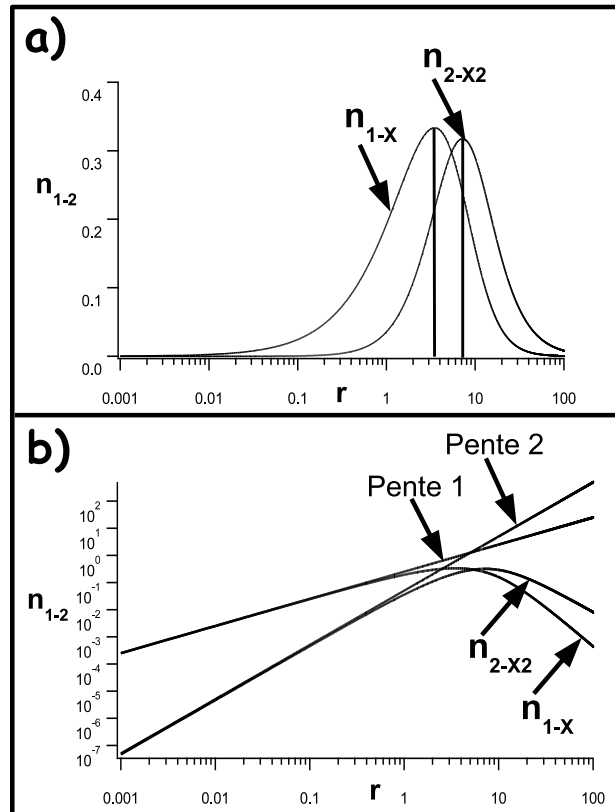 a)
n2-X2
n1-X
0.4
0.3
n1-2
0.2
0.1
0.0
0.001 0.01 0.1 1 10 100
r
b)
Pente 2
Pente 1
10^2
10^1
10^0
10^-1
n1-2
10^-2
10^-3
10^-4
10^-5
10^-6
10^-7
n2-X2
n1-X
0.001 0.01 0.1 1 10 100
r